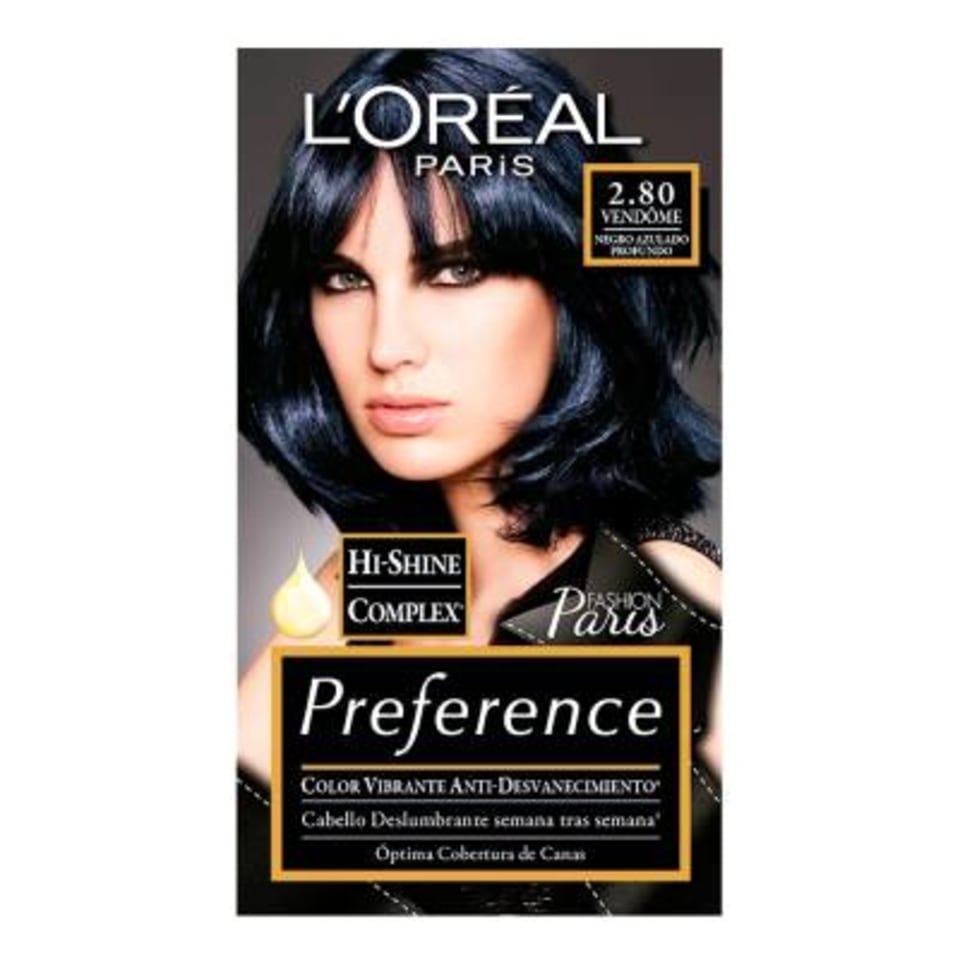 L'ORÉAL
PARiS
2.80
VENDÔME
NEGRO AZULADO
PROFUNDO
HI-SHINE
COMPLEX
FASHION
Paris
Preference
COLOR VIBRANTE ANTI-DESVANECIMIENTO*
Cabello Deslumbrante semana tras semana*
Óptima Cobertura de Canas